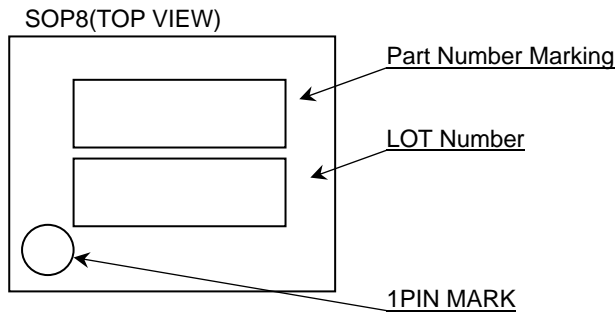 SOP8(TOP VIEW)
Part Number Marking
LOT Number
1PIN MARK